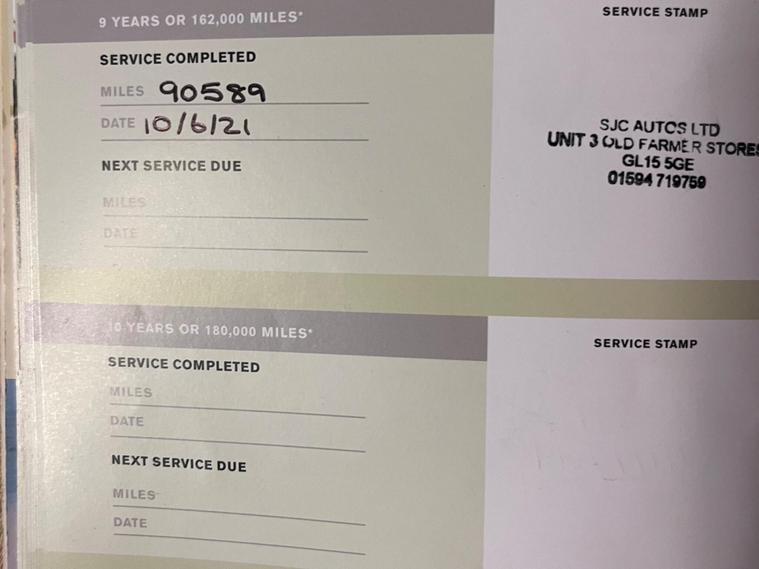 9 YEARS OR 162,000 MILES*
SERVICE STAMP
SERVICE COMPLETED
MILES 90589
DATE 10/6/21
SJC AUTOS LTD
UNIT 3 OLD FARMER STORES
GL15 5GE
01594 719759
NEXT SERVICE DUE
MILES
DATE
10 YEARS OR 180,000 MILES*
SERVICE STAMP
SERVICE COMPLETED
MILES
DATE
NEXT SERVICE DUE
MILES
DATE